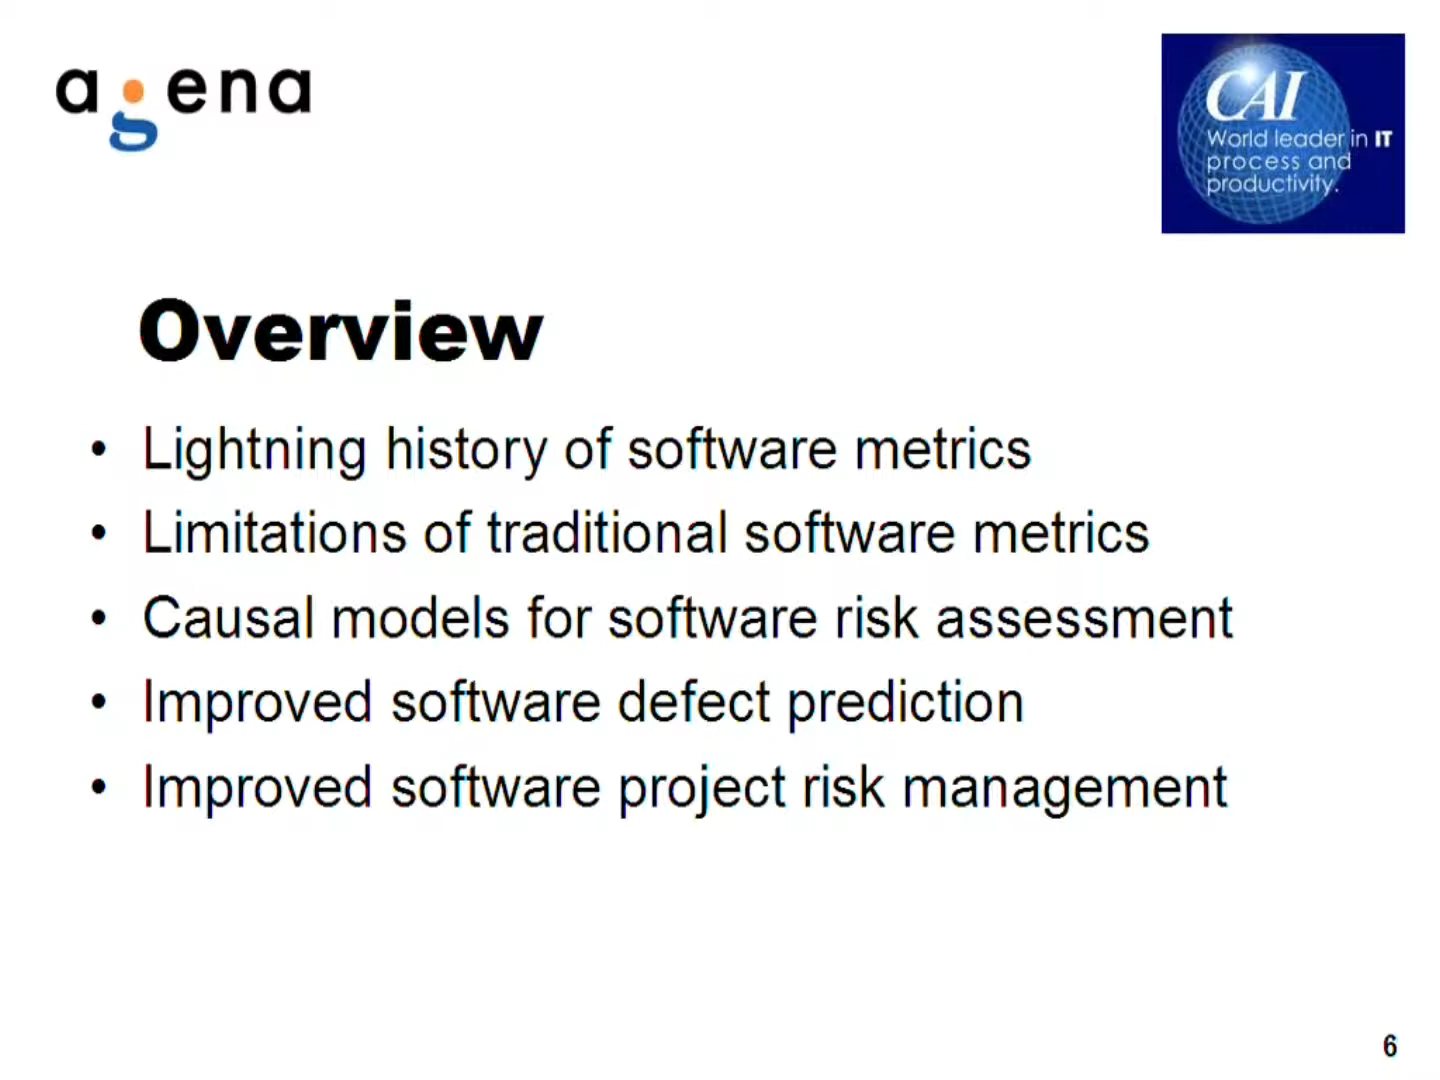 agena
CAI
World leader in IT
process and
productivity.
Overview
• Lightning history of software metrics
• Limitations of traditional software metrics
• Causal models for software risk assessment
• Improved software defect prediction
• Improved software project risk management
6